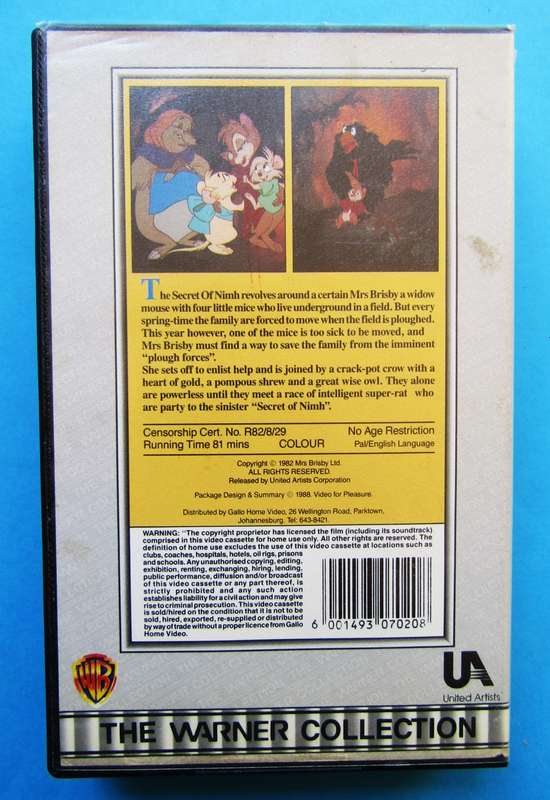 The Secret Of Nimh revolves around a certain Mrs Brisby a widow
mouse with four little mice who live underground in a field. But every
spring-time the family are forced to move when the field is ploughed.
This year however, one of the mice is too sick to be moved, and
Mrs Brisby must find a way to save the family from the imminent
"plough forces".
She sets off to enlist help and is joined by a crack-pot crow with a
heart of gold, a pompous shrew and a great wise owl. They alone
are powerless until they meet a race of intelligent super-rat who
are party to the sinister "Secret of Nimh".
Censorship Cert. No. R82/8/29 No Age Restriction
Running Time 81 mins COLOUR Pal/English Language
Copyright © 1982 Mrs Brisby Ltd.
ALL RIGHTS RESERVED.
Released by United Artists Corporation
Package Design & Summary © 1988. Video for Pleasure.
Distributed by Gallo Home Video, 26 Wellington Road, Parktown,
Johannesburg. Tel: 643-8421.
WARNING: "The copyright proprietor has licensed the film (including its soundtrack)
comprised in this video cassette for home use only. All other rights are reserved. The
definition of home use excludes the use of this video cassette at locations such as
clubs, coaches, hospitals, hotels, oil rigs, prisons
and schools. Any unauthorised copying, editing,
exhibition, renting, exchanging, hiring, lending,
public performance, diffusion and/or broadcast
of this video cassette or any part thereof, is
strictly prohibited and any such action
establishes liability for a civil action and may give
rise to criminal prosecution. This video cassette
is sold/hired on the condition that it is not to be
sold, hired, exported, re-supplied or distributed
by way of trade without a proper licence from Gallo
Home Video.
6 001493 070208
WB
UA
United Artists
THE WARNER COLLECTION